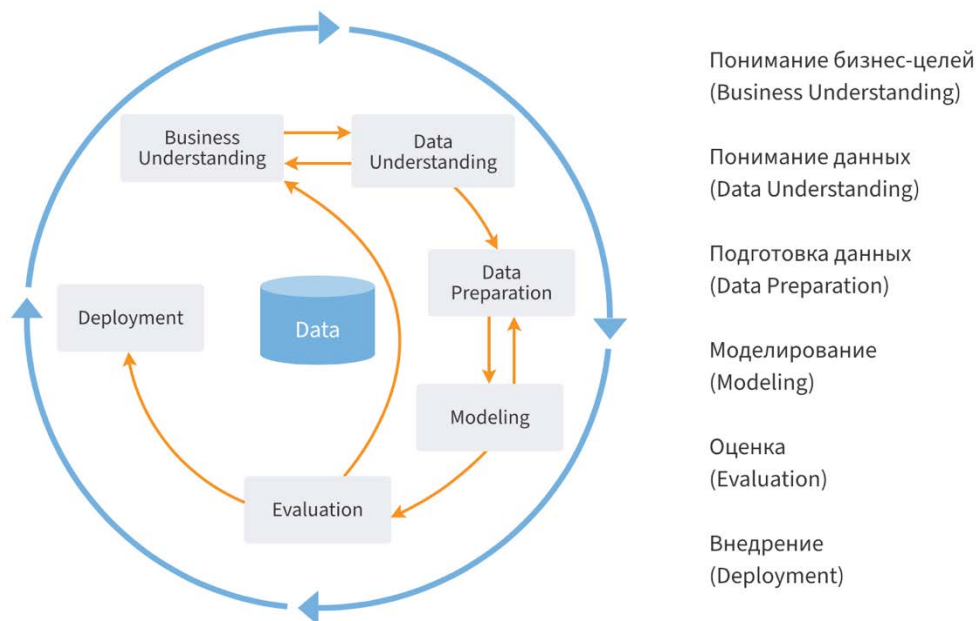 Business
Understanding
Data
Understanding
Data
Preparation
Deployment
Data
Modeling
Evaluation
Понимание бизнес-целей
(Business Understanding)
Понимание данных
(Data Understanding)
Подготовка данных
(Data Preparation)
Моделирование
(Modeling)
Оценка
(Evaluation)
Внедрение
(Deployment)